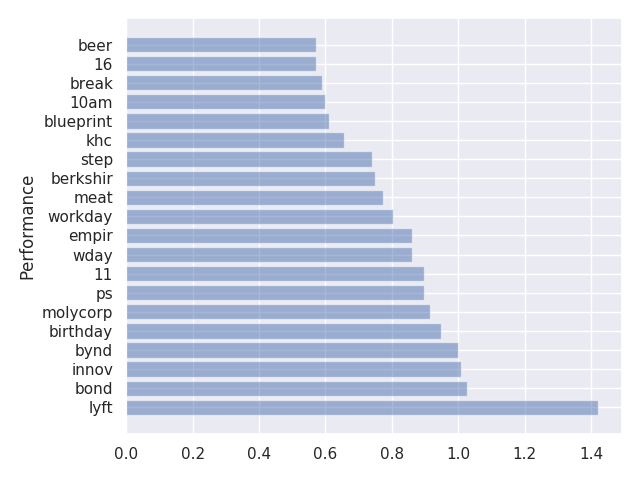 beer
16
break
10am
blueprint
khc
step
berkshir
meat
workday
empir
wday
11
ps
molycorp
birthday
bynd
innov
bond
lyft
Performance
0.0 0.2 0.4 0.6 0.8 1.0 1.2 1.4